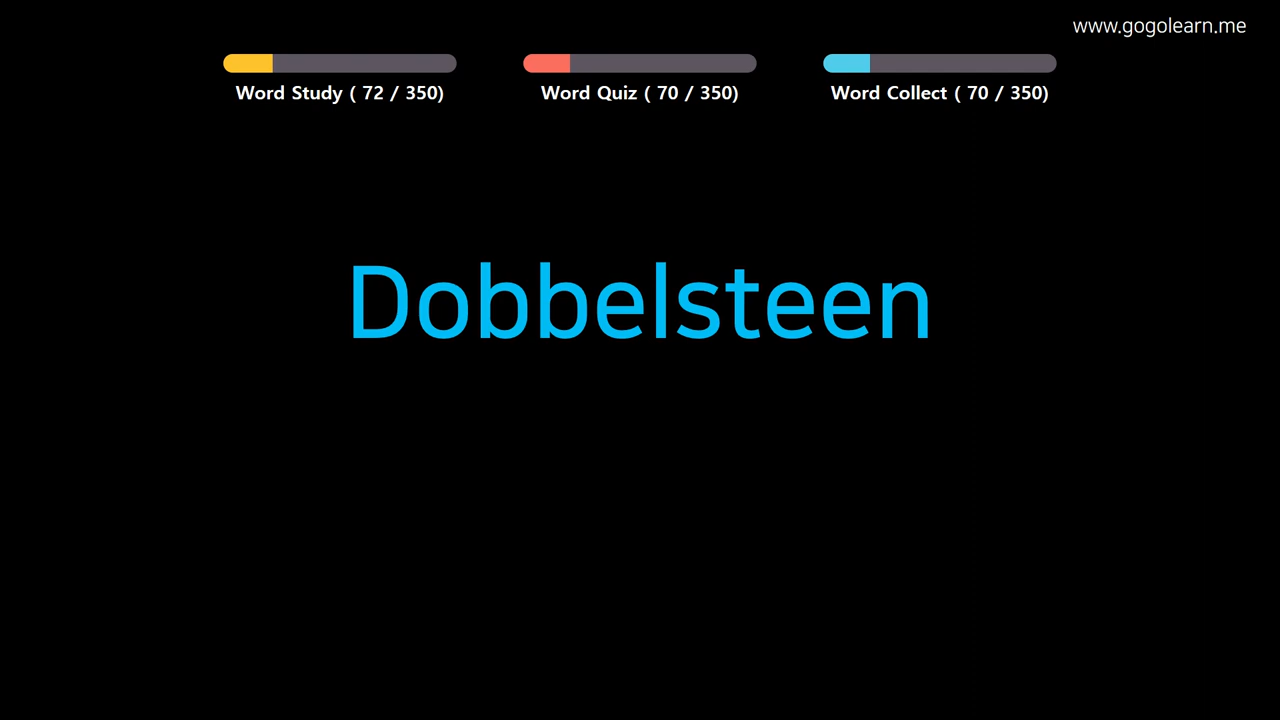 www.gogolearn.me
Word Study ( 72 / 350)
Word Quiz ( 70 / 350)
Word Collect ( 70 / 350)
Dobbelsteen